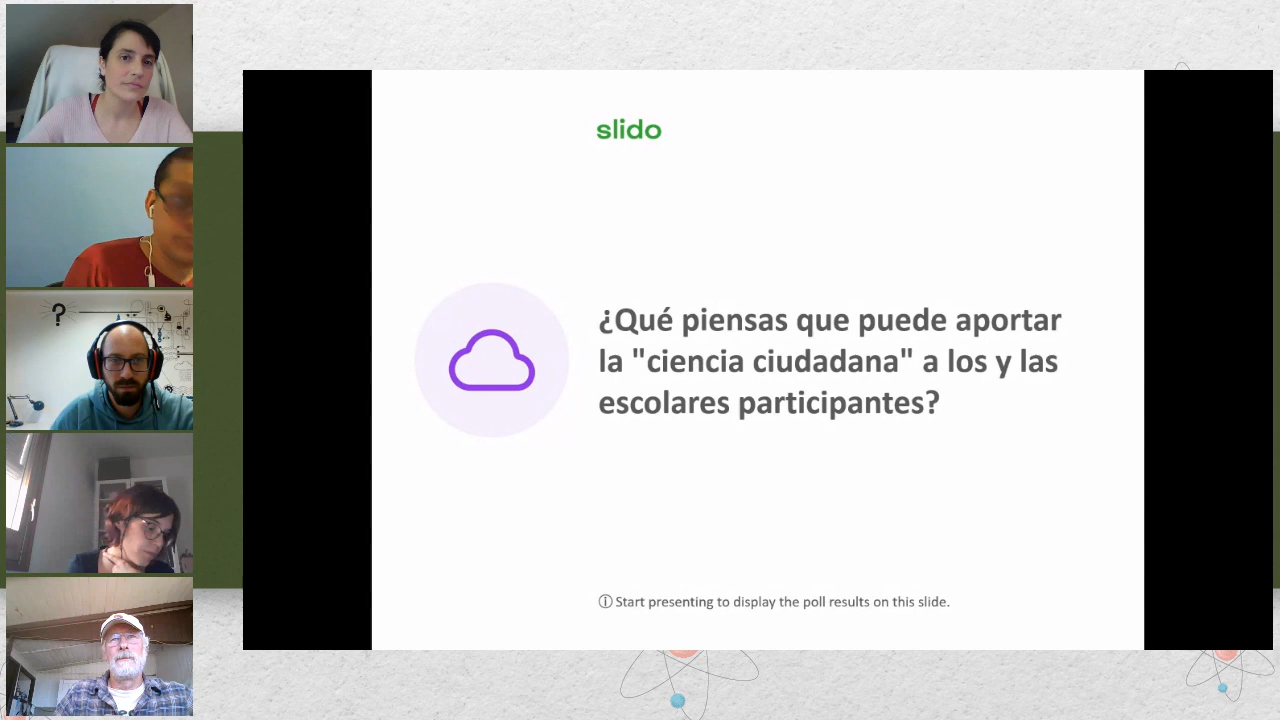 slido
¿Qué piensas que puede aportar
la "ciencia ciudadana" a los y las
escolares participantes?
Start presenting to display the poll results on this slide.
?